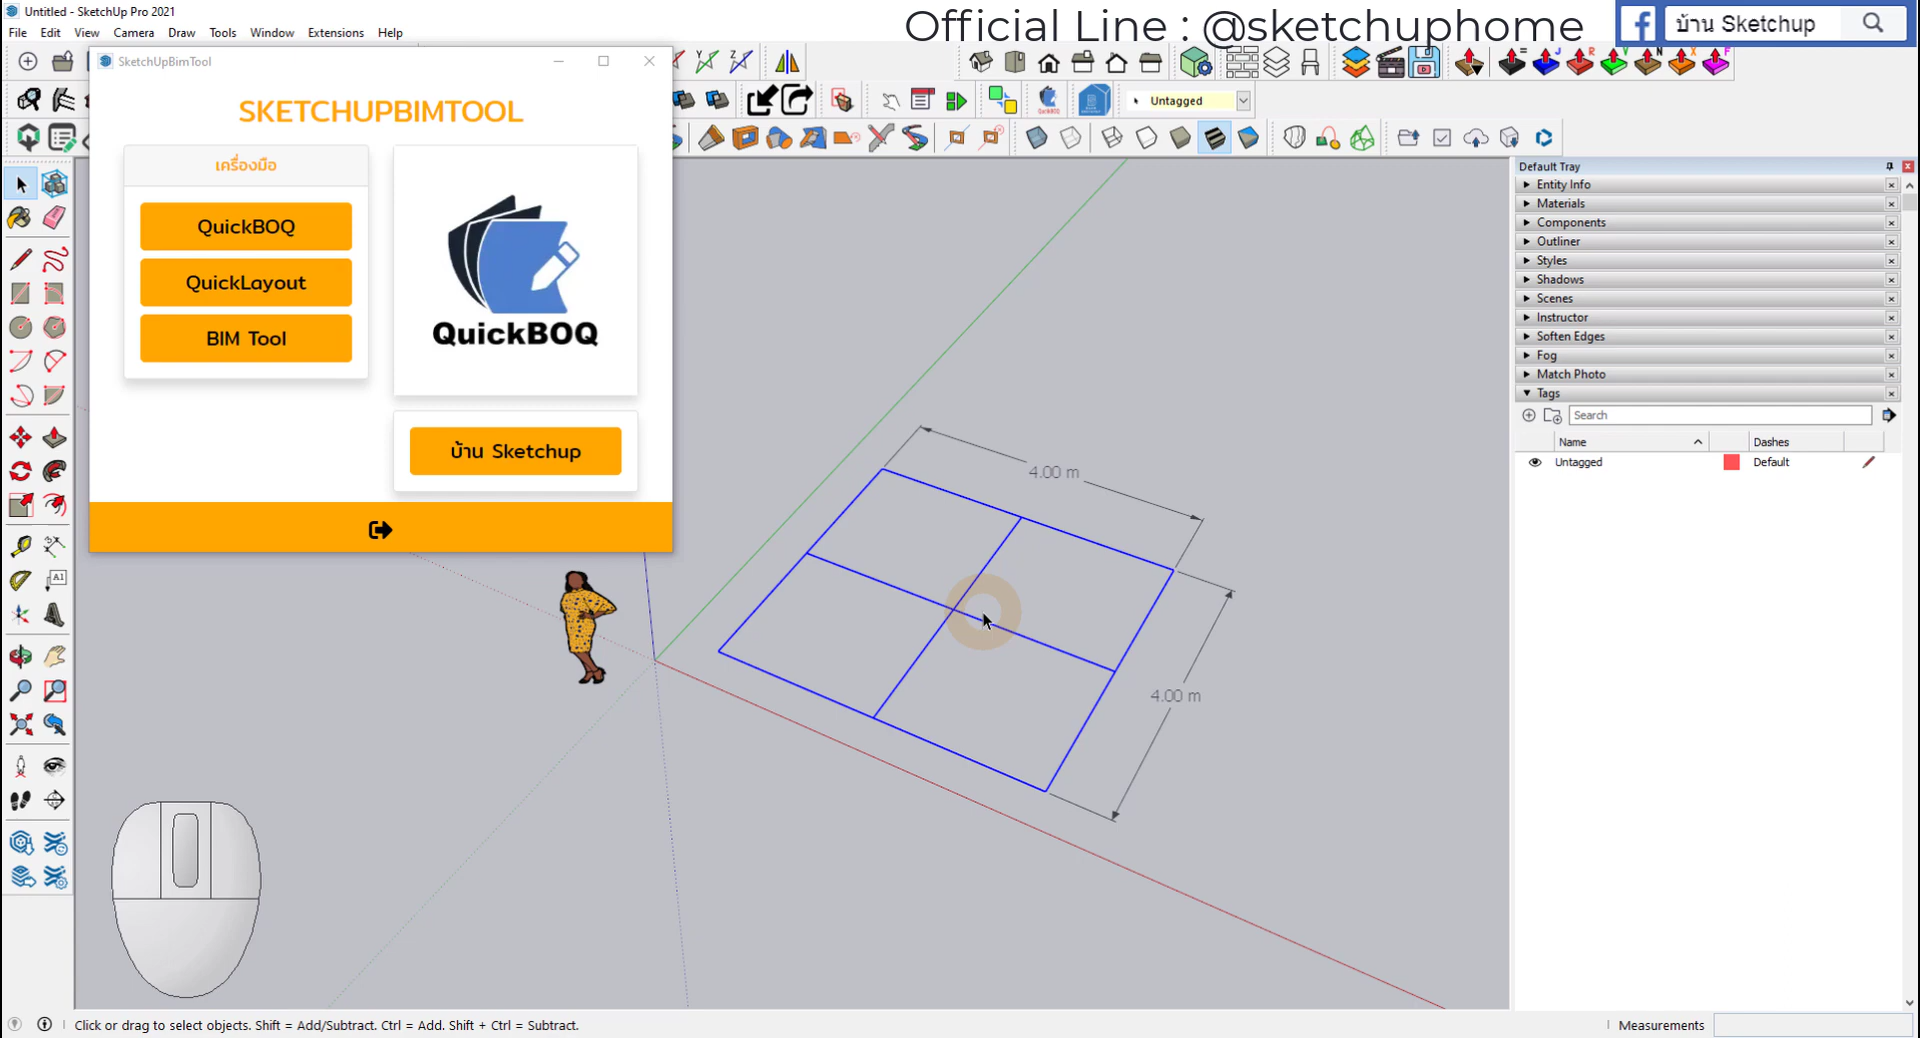 Untitled - SketchUp Pro 2021
File Edit View Camera Draw Tools Window Extensions Help
Official Line : @sketchuphome
บ้าน Sketchup
SketchUpBimTool
SKETCHUPBIMTOOL
เครื่องมือ
QuickBOQ
QuickLayout
BIM Tool
QuickBOQ
บ้าน Sketchup
Untagged
4.00 m
4.00 m
Default Tray
Entity Info
Materials
Components
Outliner
Styles
Shadows
Scenes
Instructor
Soften Edges
Fog
Match Photo
Tags
Search
Name Dashes
Untagged Default
Click or drag to select objects. Shift = Add/Subtract. Ctrl = Add. Shift + Ctrl = Subtract.
Measurements